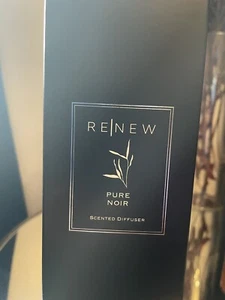 RE|NEW
PURE
NOIR
SCENTED DIFFUSER